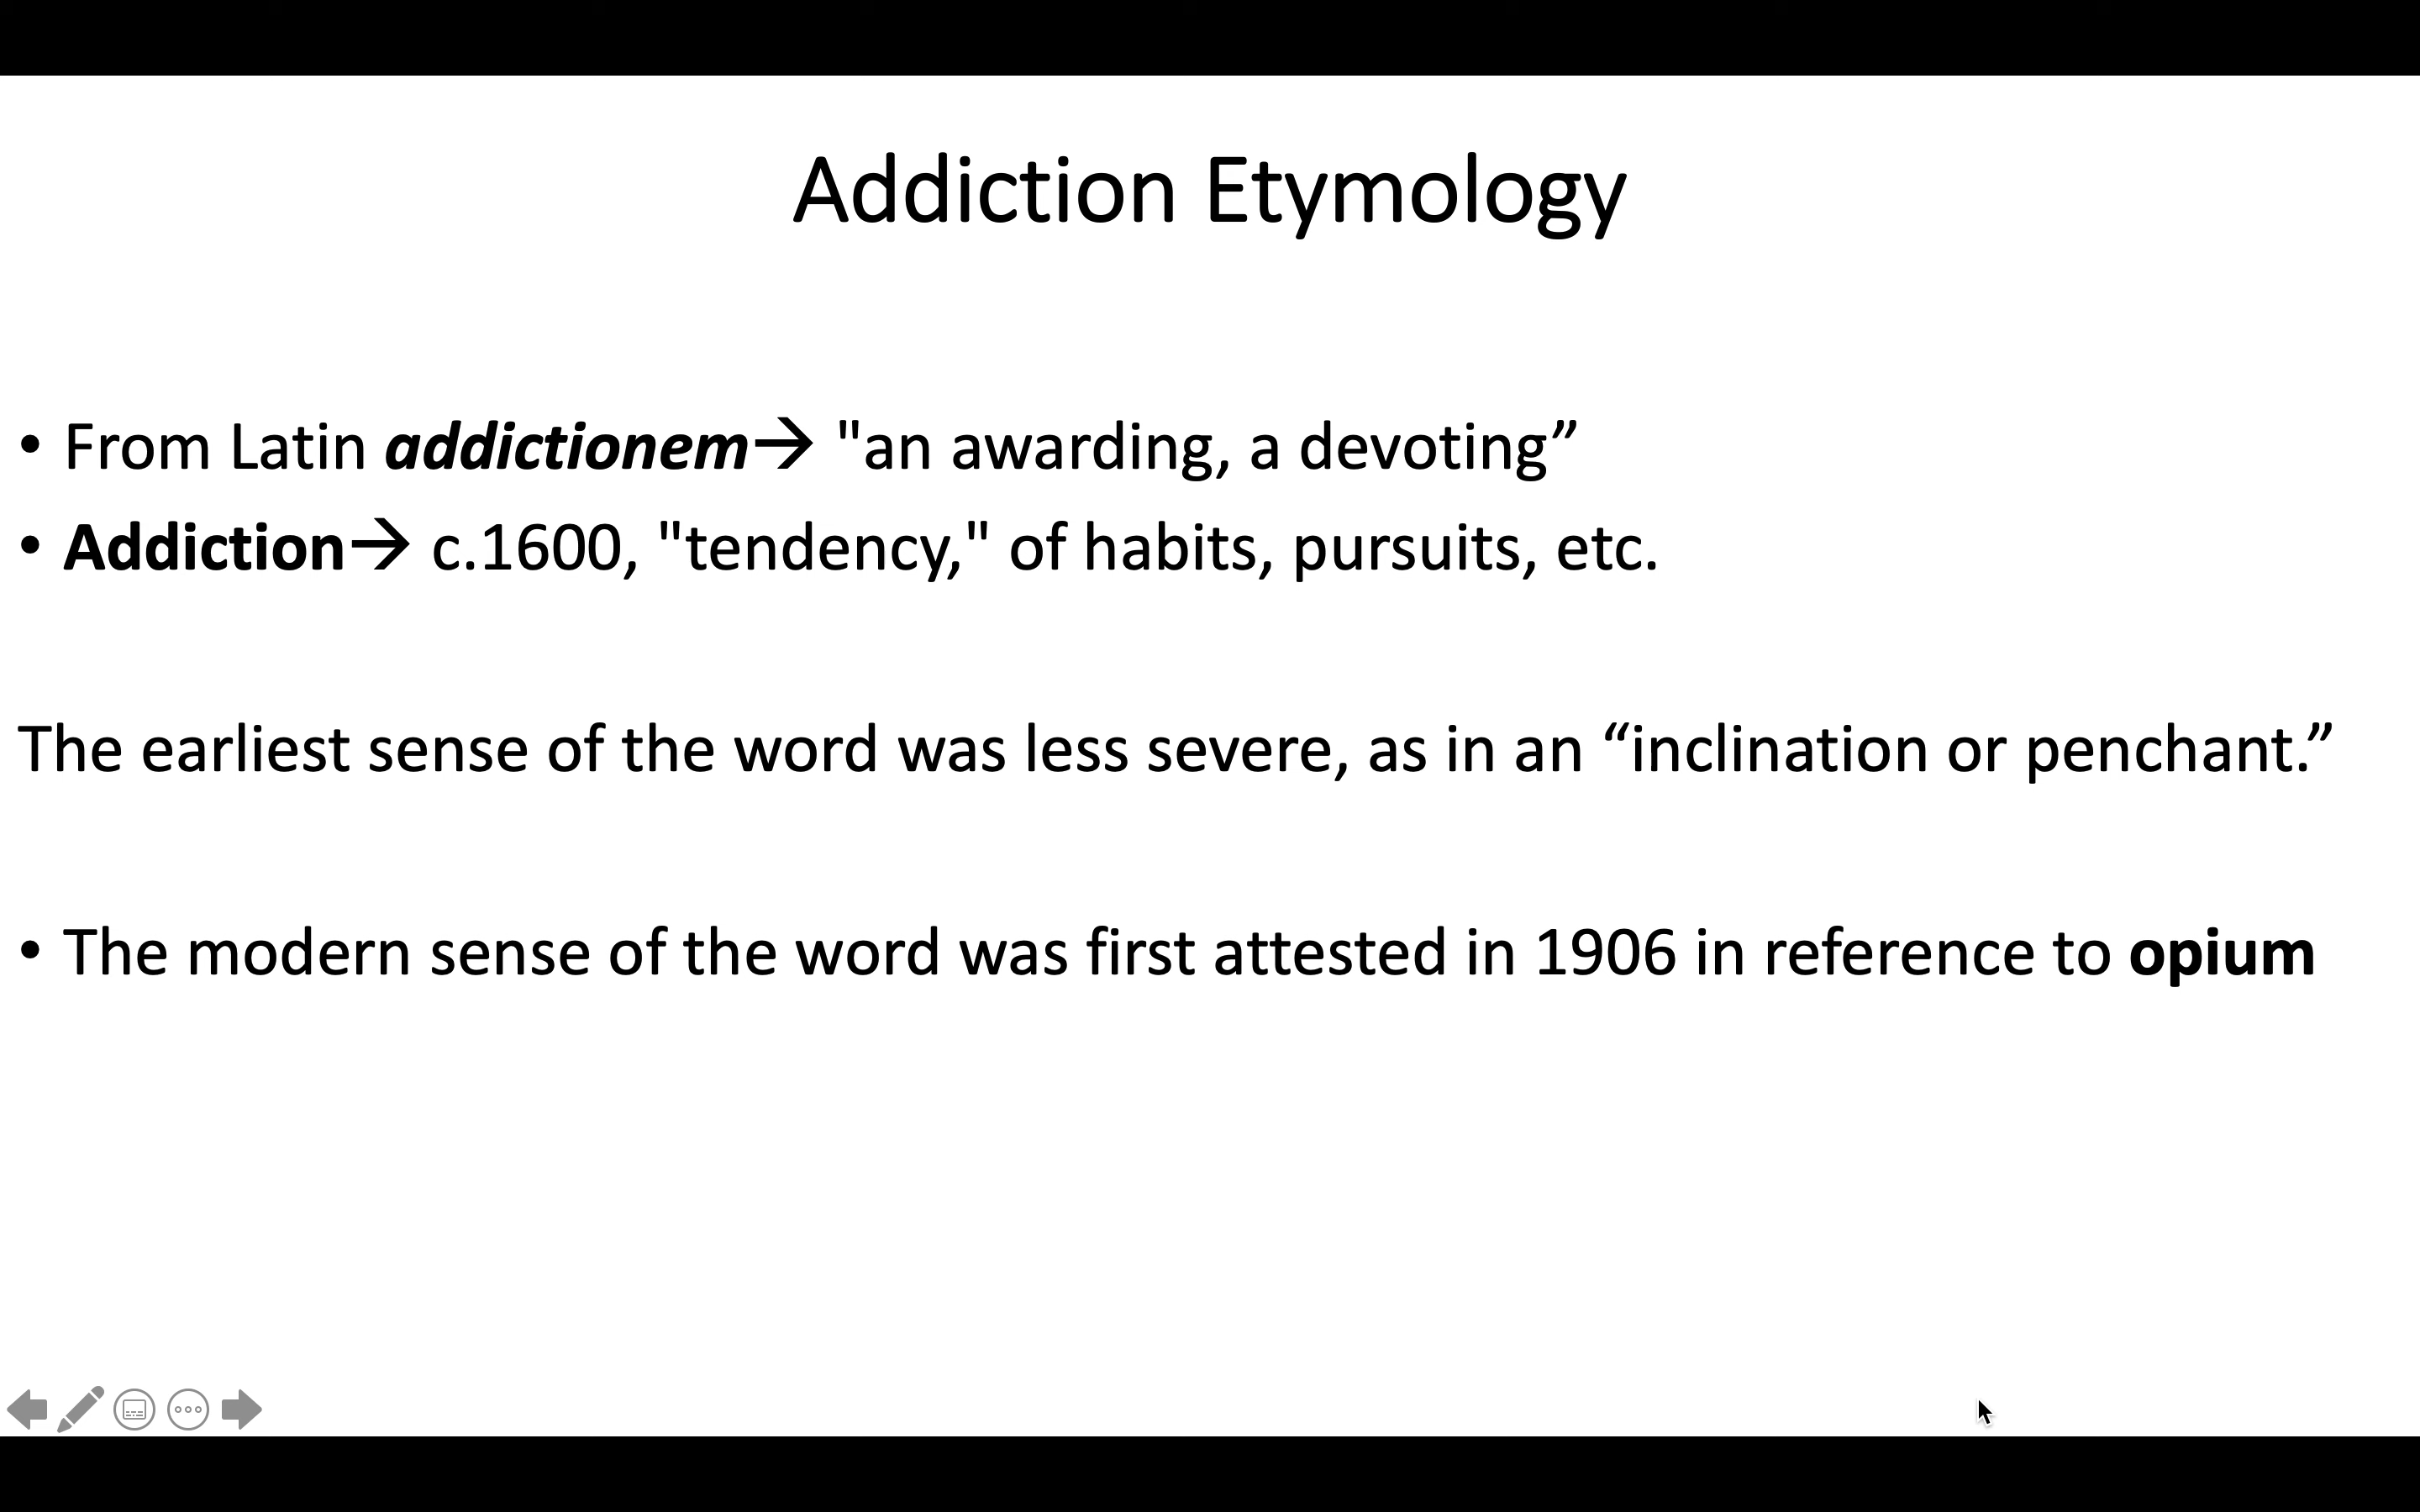 Addiction Etymology
• From Latin addictionem→ "an awarding, a devoting”
• Addiction→ c.1600, "tendency," of habits, pursuits, etc.
The earliest sense of the word was less severe, as in an “inclination or penchant.”
• The modern sense of the word was first attested in 1906 in reference to opium